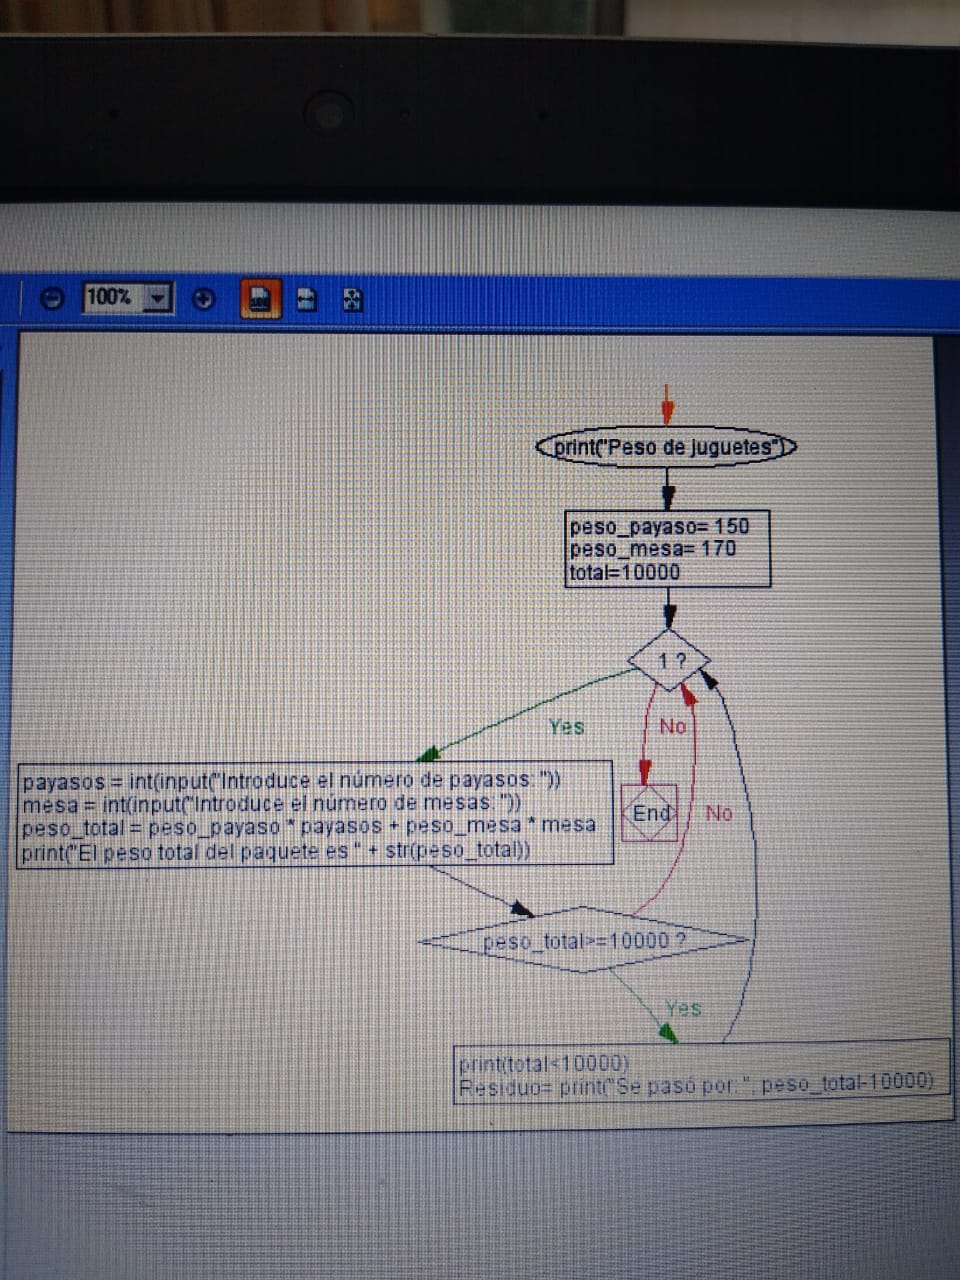 100%
print("Peso de juguetes")
peso_payaso= 150
peso_mesa= 170
total=10000
1 ?
Yes
No
payasos = int(input("Introduce el número de payasos: "))
mesa = int(input("Introduce el número de mesas: "))
peso_total = peso_payaso * payasos + peso_mesa * mesa
print("El peso total del paquete es " + str(peso_total))
End
No
peso_total>=10000 ?
Yes
print(total<10000)
Residuo= print("Se pasó por: ", peso_total-10000)